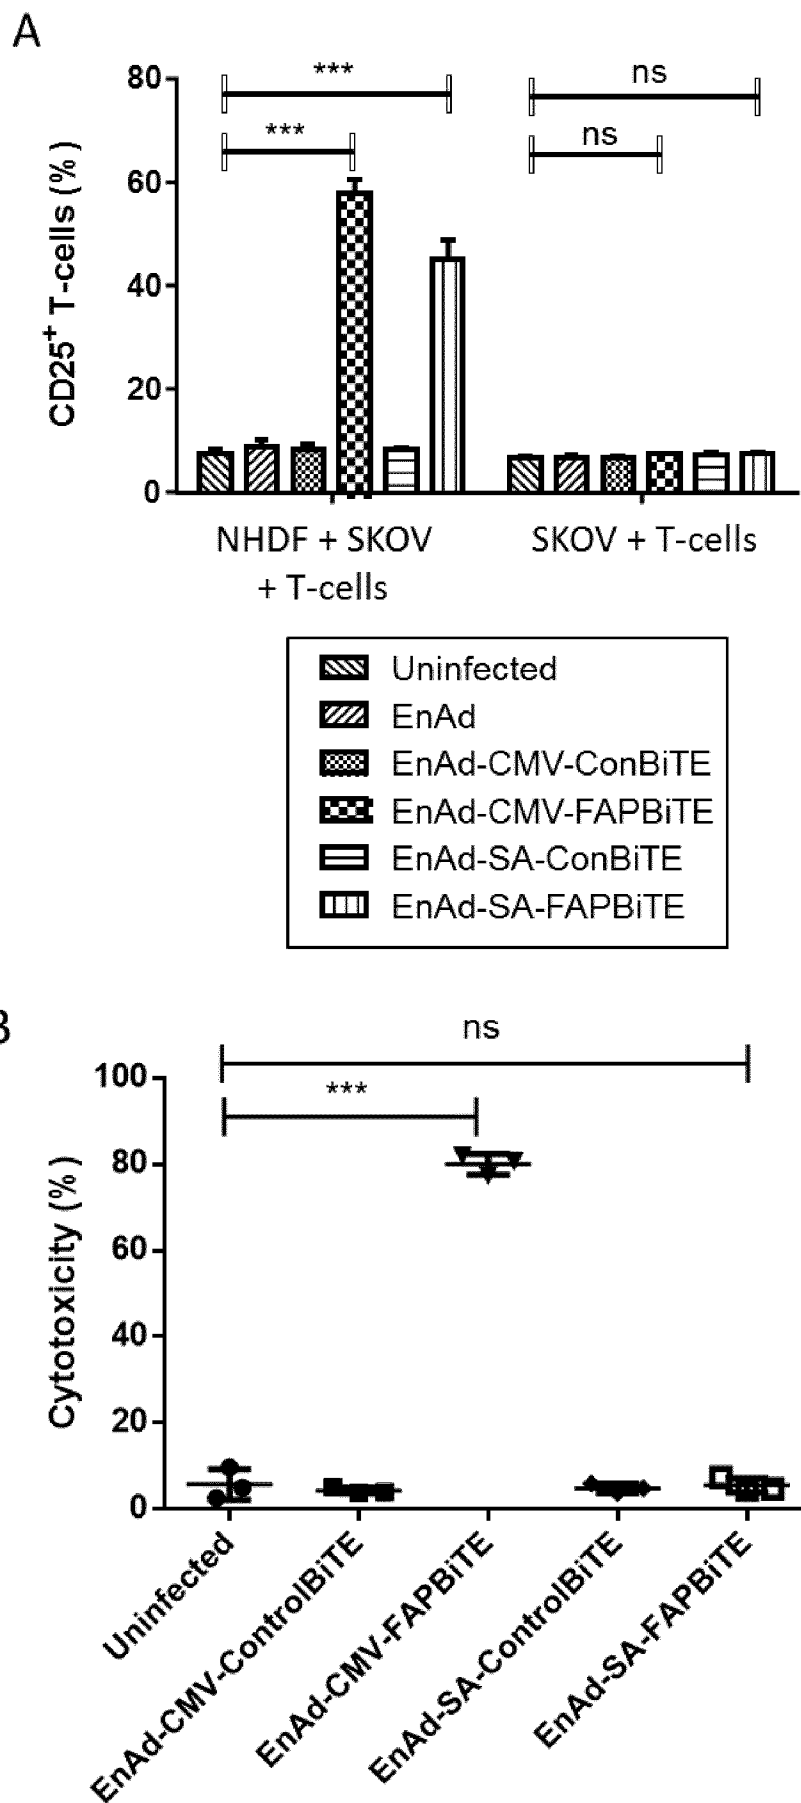 A
CD25+ T-cells (%)
80
60
40
20
0
***
***
ns
ns
NHDF + SKOV
+ T-cells
SKOV + T-cells
Uninfected
EnAd
EnAd-CMV-ConBiTE
EnAd-CMV-FAPBiTE
EnAd-SA-ConBiTE
EnAd-SA-FAPBiTE
B
Cytotoxicity (%)
100
80
60
40
20
0
ns
***
Uninfected
EnAd-CMV-ControlBiTE
EnAd-CMV-FAPBiTE
EnAd-SA-ControlBiTE
EnAd-SA-FAPBiTE